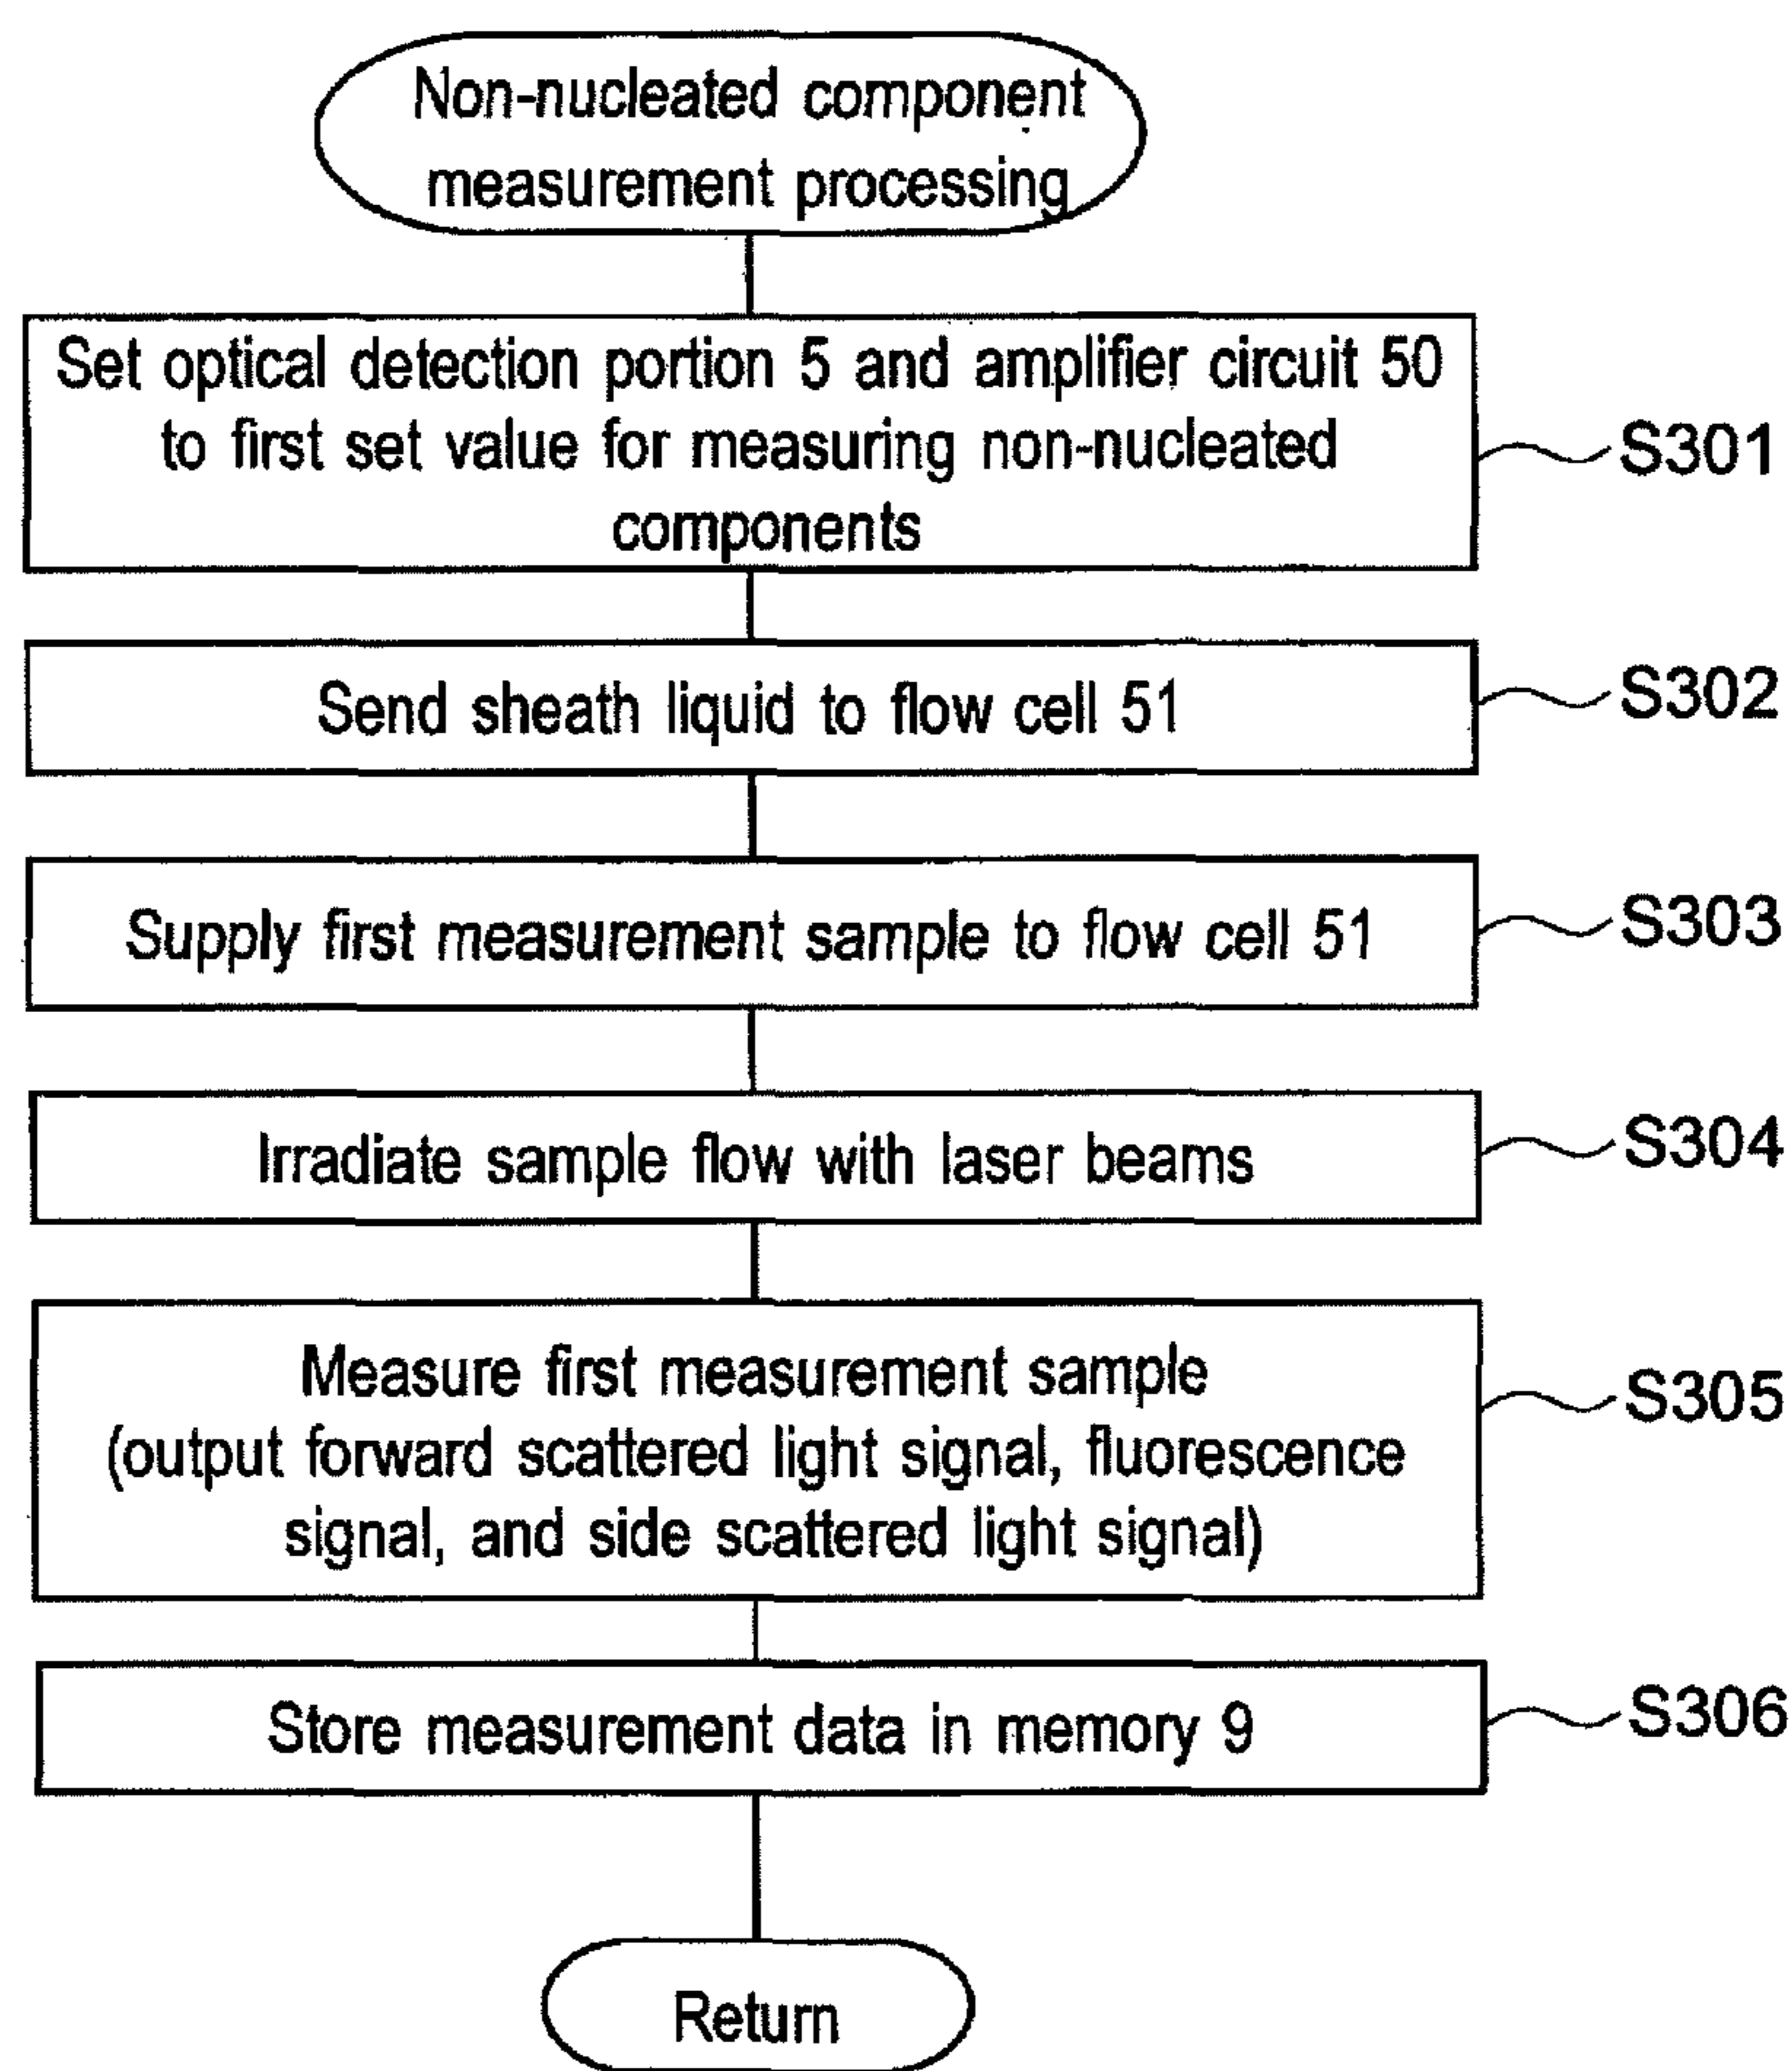 Non-nucleated component
measurement processing
Set optical detection portion 5 and amplifier circuit 50
to first set value for measuring non-nucleated
components
S301
Send sheath liquid to flow cell 51
S302
Supply first measurement sample to flow cell 51
S303
Irradiate sample flow with laser beams
S304
Measure first measurement sample
(output forward scattered light signal, fluorescence
signal, and side scattered light signal)
S305
Store measurement data in memory 9
S306
Return